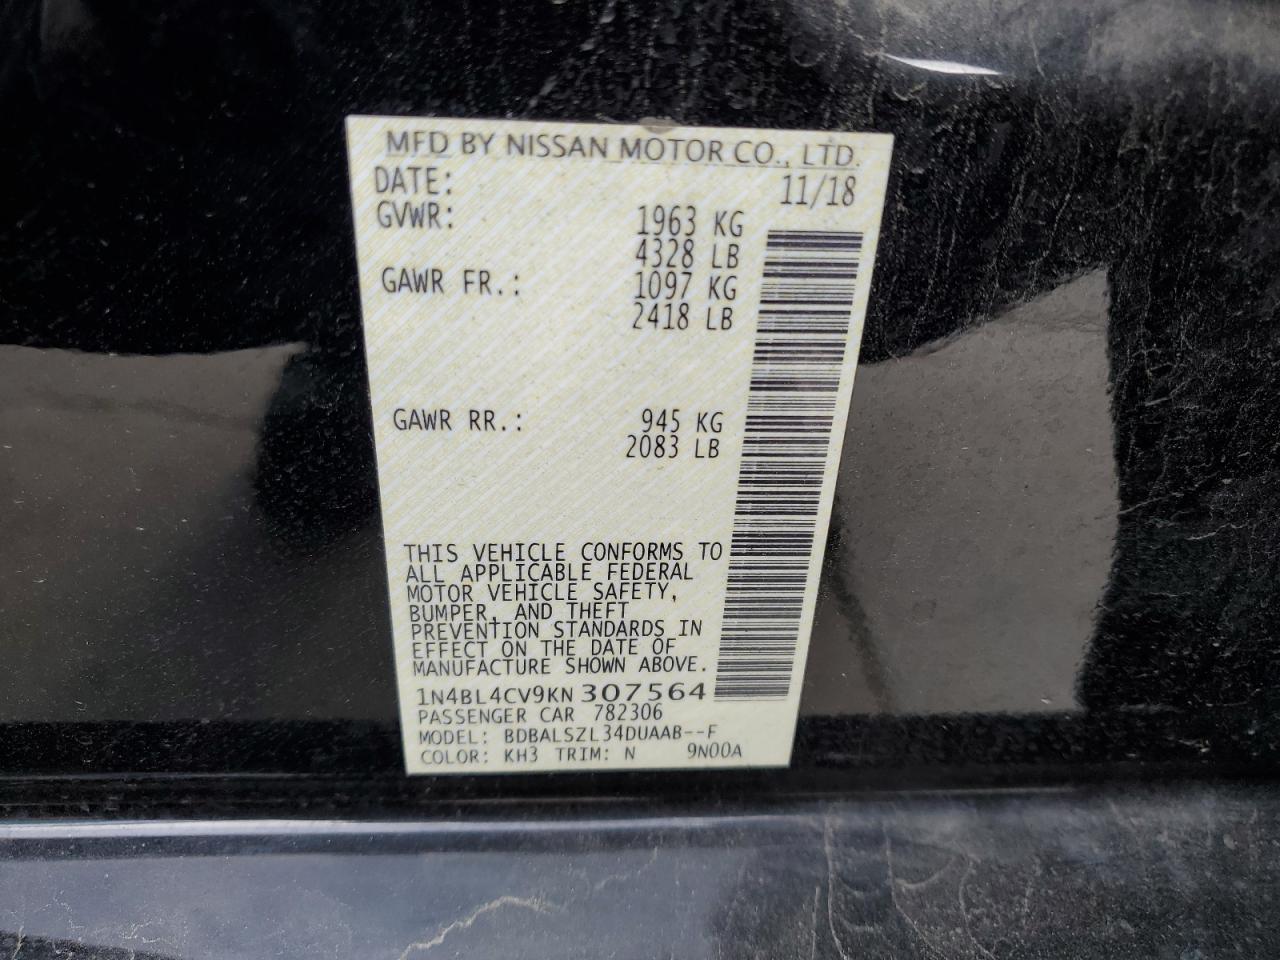 MFD BY NISSAN MOTOR CO., LTD.
DATE: 11/18
GVWR: 1963 KG
4328 LB
GAWR FR.: 1097 KG
2418 LB
GAWR RR.: 945 KG
2083 LB
THIS VEHICLE CONFORMS TO
ALL APPLICABLE FEDERAL
MOTOR VEHICLE SAFETY,
BUMPER, AND THEFT
PREVENTION STANDARDS IN
EFFECT ON THE DATE OF
MANUFACTURE SHOWN ABOVE.
1N4BL4CV9KN307564
PASSENGER CAR 782306
MODEL: BDBALSZL34DUAAB--F
COLOR: KH3 TRIM: N 9N00A